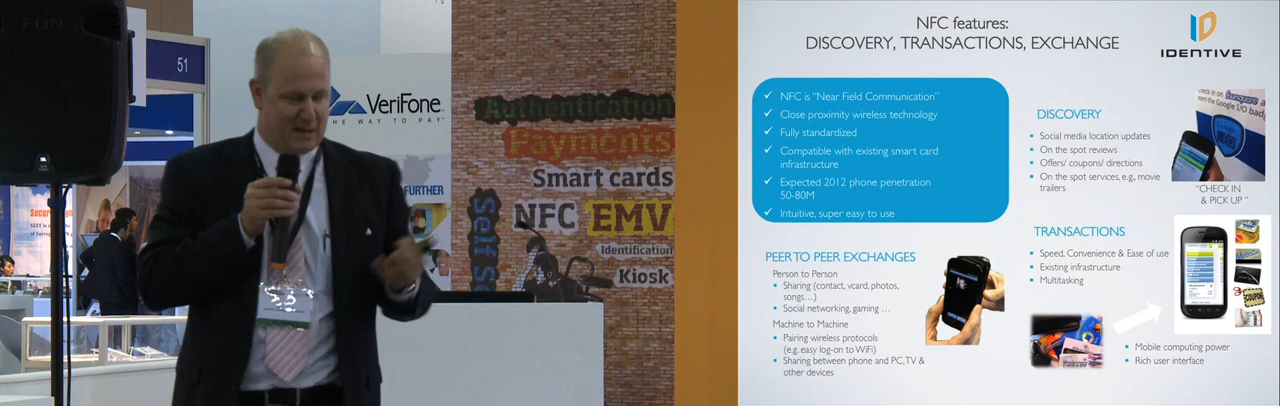 EON
51
VeriFone
THE WAY TO PAY
FURTHER
Authentication
Payments
Smart cards
NFC
EMV
Identification
Kiosk
NFC features:
DISCOVERY, TRANSACTIONS, EXCHANGE
IDENTIVE
✓ NFC is "Near Field Communication"
✓ Close proximity wireless technology
✓ Fully standardized
✓ Compatible with existing smart card
infrastructure
✓ Expected 2012 phone penetration
50-80M
✓ Intuitive, super easy to use
PEER TO PEER EXCHANGES
Person to Person
▪ Sharing (contact, vcard, photos,
songs…)
▪ Social networking, gaming …
Machine to Machine
▪ Pairing wireless protocols
(e.g. easy log-on to WiFi)
▪ Sharing between phone and PC, TV &
other devices
DISCOVERY
▪ Social media location updates
▪ On the spot reviews
▪ Offers/ coupons/ directions
▪ On the spot services, e.g., movie
trailers
"CHECK IN
& PICK UP "
TRANSACTIONS
▪ Speed, Convenience & Ease of use
▪ Existing infrastructure
▪ Multitasking
COUPON
▪ Mobile computing power
▪ Rich user interface